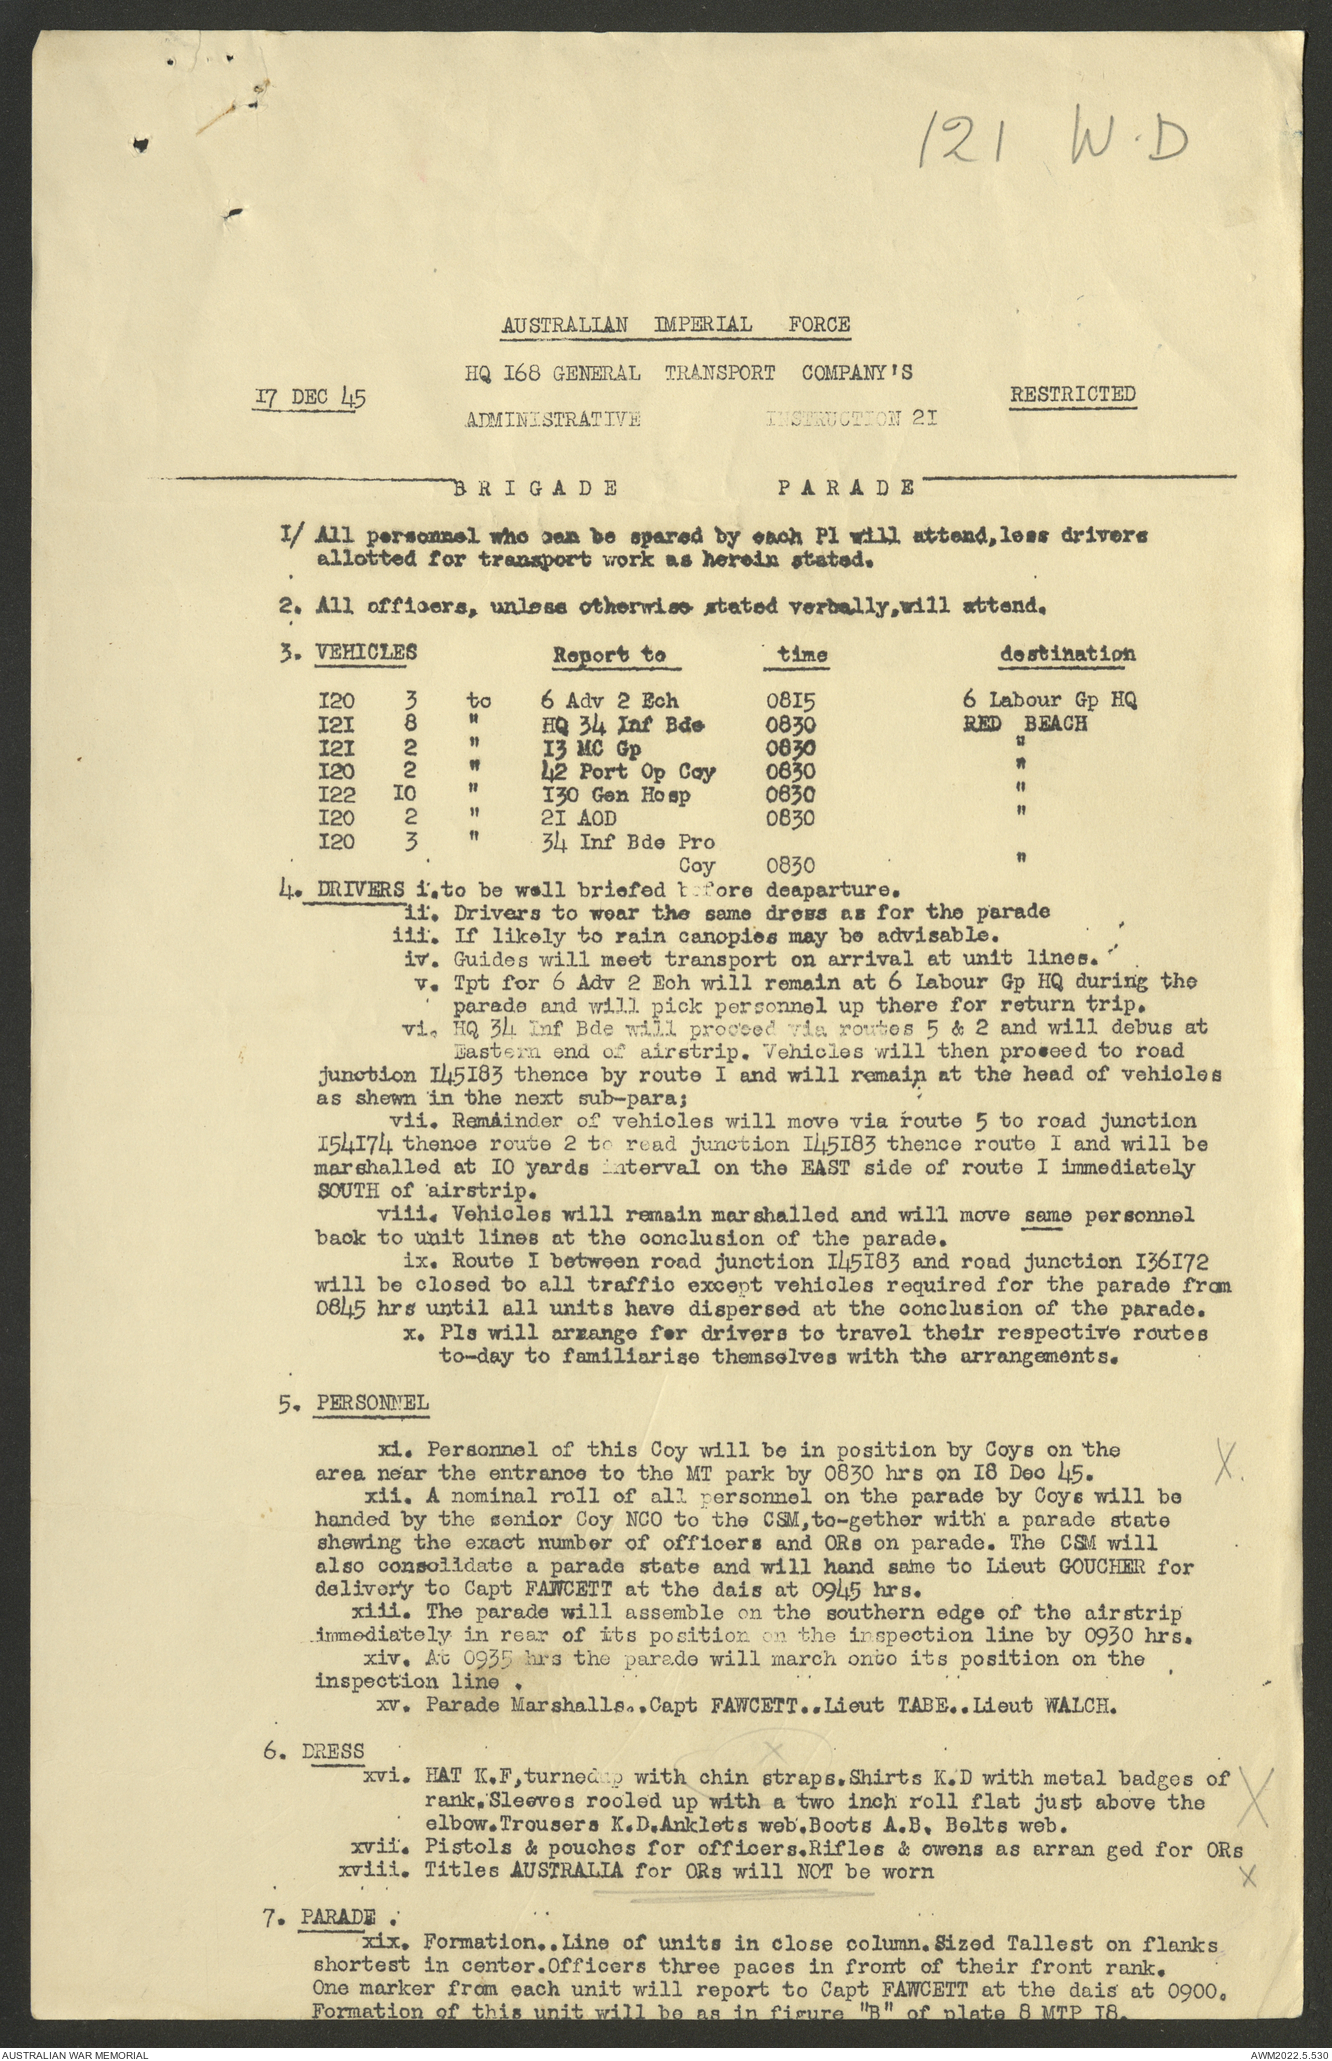 121 W.D
AUSTRALIAN IMPERIAL FORCE
HQ I68 GENERAL TRANSPORT COMPANY'S
I7 DEC 45
RESTRICTED
ADMINISTRATIVE INSTRUCTION 2I
BRIGADE PARADE
I/ All personnel who can be spared by each Pl will attend,less drivers
allotted for transport work as herein stated.
2. All officers, unless otherwise stated verbally,will attend.
3. VEHICLES Report to time destination
I20 3 to 6 Adv 2 Ech 08I5 6 Labour Gp HQ
I2I 8 " HQ 34 Inf Bde 0830 RED BEACH
I2I 2 " I3 MC Gp 0830 "
I20 2 " 42 Port Op Coy 0830 "
I22 I0 " I30 Gen Hosp 0830 "
I20 2 " 2I AOD 0830 "
I20 3 " 34 Inf Bde Pro
Coy 0830 "
4. DRIVERS i.to be well briefed before deaparture.
ii. Drivers to wear the same dress as for the parade
iii. If likely to rain canopies may be advisable.
iv. Guides will meet transport on arrival at unit lines.
v. Tpt for 6 Adv 2 Ech will remain at 6 Labour Gp HQ during the
parade and will pick personnel up there for return trip.
vi. HQ 34 Inf Bde will proceed via routes 5 & 2 and will debus at
Eastern end of airstrip. Vehicles will then proceed to road
junction I45I83 thence by route I and will remain at the head of vehicles
as shewn in the next sub-para;
vii. Remainder of vehicles will move via route 5 to road junction
I54I74 thence route 2 to road junction I45I83 thence route I and will be
marshalled at I0 yards interval on the EAST side of route I immediately
SOUTH of airstrip.
viii. Vehicles will remain marshalled and will move same personnel
back to unit lines at the conclusion of the parade.
ix. Route I between road junction I45I83 and road junction I36I72
will be closed to all traffic except vehicles required for the parade from
0845 hrs until all units have dispersed at the conclusion of the parade.
x. Pls will arrange for drivers to travel their respective routes
to-day to familiarise themselves with the arrangements.
5. PERSONNEL
xi. Personnel of this Coy will be in position by Coys on the
area near the entrance to the MT park by 0830 hrs on I8 Dec 45. X.
xii. A nominal roll of all personnel on the parade by Coys will be
handed by the senior Coy NCO to the CSM,to-gether with a parade state
shewing the exact number of officers and ORs on parade. The CSM will
also consolidate a parade state and will hand same to Lieut GOUCHER for
delivery to Capt FAWCETT at the dais at 0945 hrs.
xiii. The parade will assemble on the southern edge of the airstrip
immediately in rear of its position on the inspection line by 0930 hrs.
xiv. At 0935 hrs the parade will march onto its position on the
inspection line .
xv. Parade Marshalls...Capt FAWCETT..Lieut TABE..Lieut WALCH.
6. DRESS X
xvi. HAT K.F,turnedup with chin straps.Shirts K.D with metal badges of X
rank.Sleeves rooled up with a two inch roll flat just above the
elbow.Trousers K.D.Anklets web.Boots A.B. Belts web.
xvii. Pistols & pouches for officers.Rifles & owens as arran ged for ORs
xviii. Titles AUSTRALIA for ORs will NOT be worn X
7. PARADE .
xix. Formation..Line of units in close column.Sized Tallest on flanks
shortest in center.Officers three paces in front of their front rank.
One marker from each unit will report to Capt FAWCETT at the dais at 0900.
Formation of this unit will be as in figure "B" of plate 8 MTP I8.
AUSTRALIAN WAR MEMORIAL
AWM2022.5.530